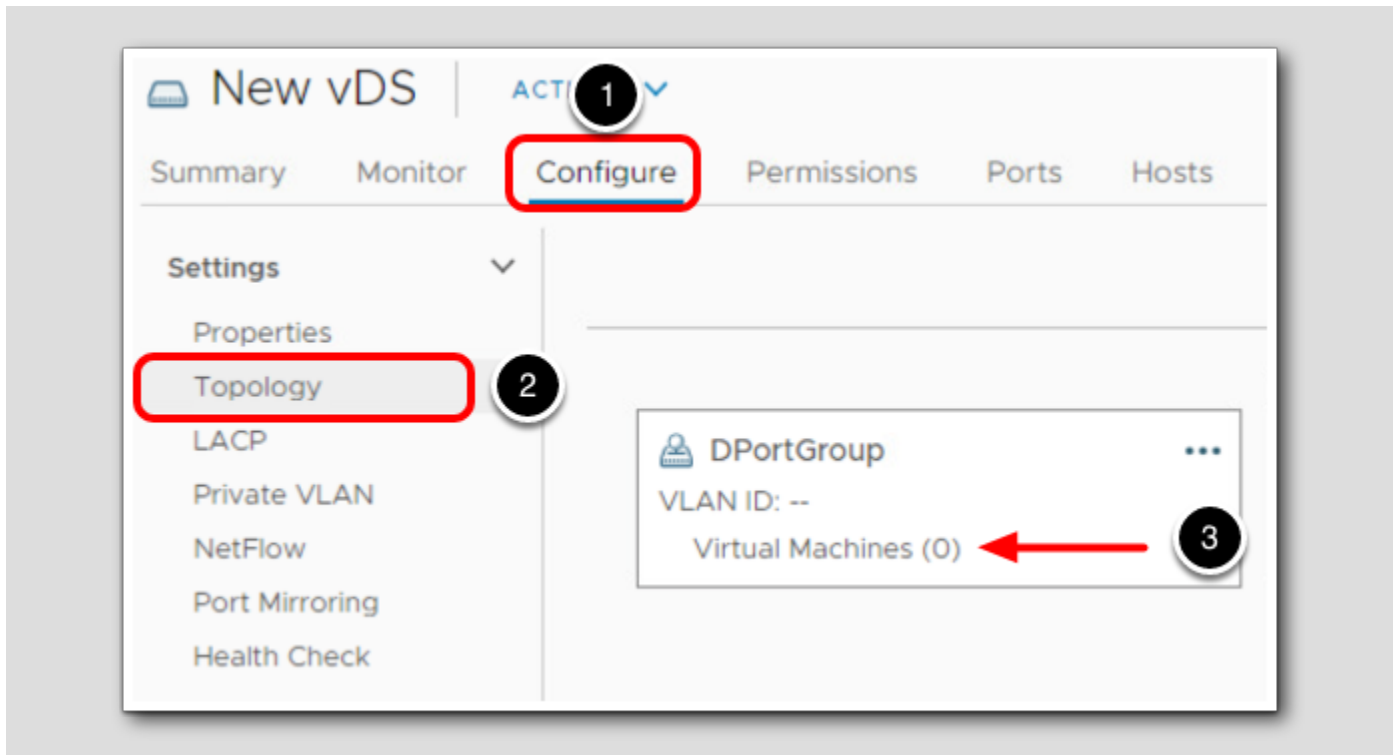 New vDS
ACT
1
Summary Monitor Configure Permissions Ports Hosts
Settings
Properties
Topology
2
LACP
Private VLAN
NetFlow
Port Mirroring
Health Check
DPortGroup
VLAN ID: --
Virtual Machines (0)
3